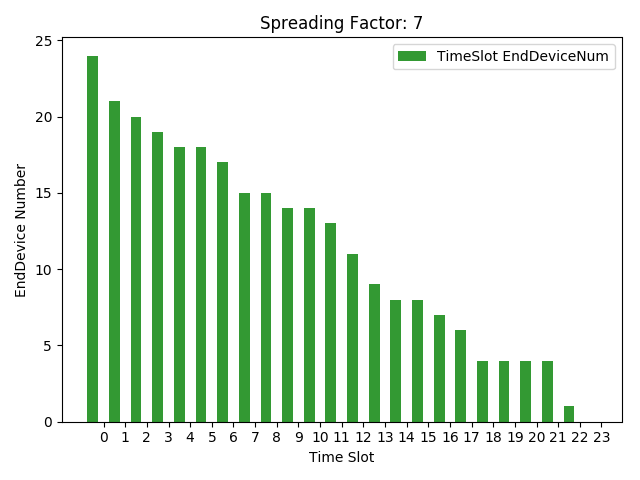 Spreading Factor: 7
TimeSlot EndDeviceNum
EndDevice Number
25
20
15
10
5
0
0 1 2 3 4 5 6 7 8 9 10 11 12 13 14 15 16 17 18 19 20 21 22 23
Time Slot